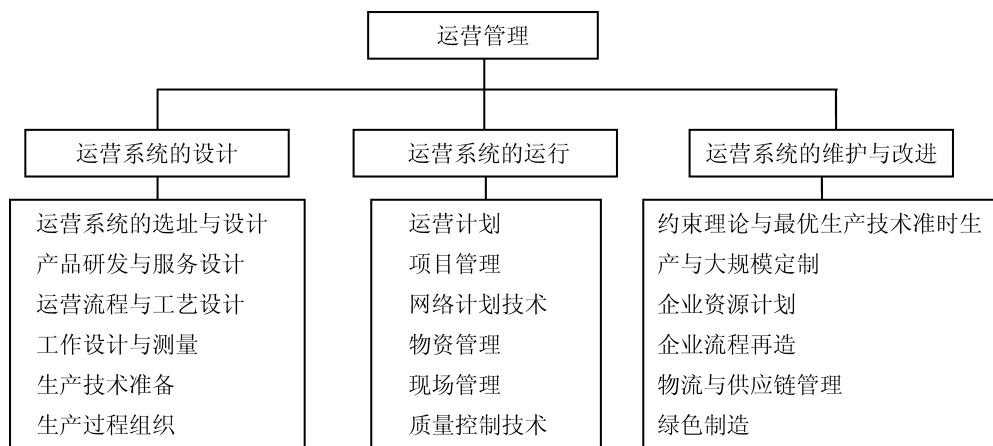 运营管理
运营系统的设计
运营系统的运行
运营系统的维护与改进
运营系统的选址与设计
产品研发与服务设计
运营流程与工艺设计
工作设计与测量
生产技术准备
生产过程组织
运营计划
项目管理
网络计划技术
物资管理
现场管理
质量控制技术
约束理论与最优生产技术准时生
产与大规模定制
企业资源计划
企业流程再造
物流与供应链管理
绿色制造